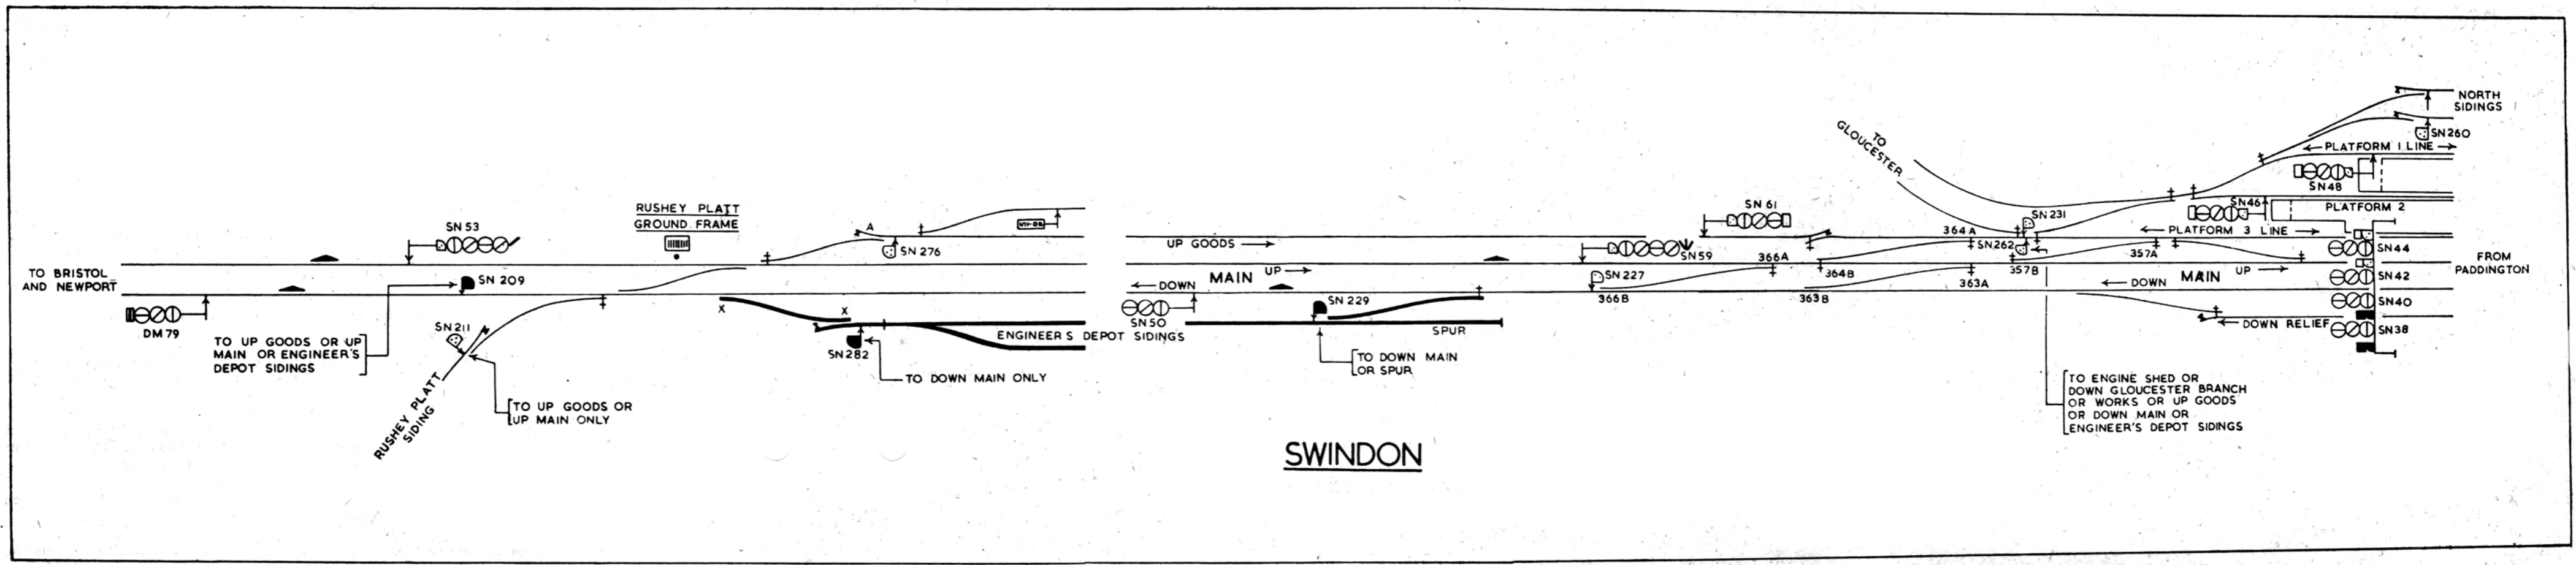 TO BRISTOL
AND NEWPORT
DM 79
SN 53
SN 209
TO UP GOODS OR UP
MAIN OR ENGINEER'S
DEPOT SIDINGS
SN 211
RUSHEY PLATT
SIDING
TO UP GOODS OR
UP MAIN ONLY
RUSHEY PLATT
GROUND FRAME
A
SN 276
X
X
SN 282
TO DOWN MAIN ONLY
ENGINEERS DEPOT SIDINGS
UP GOODS
MAIN
UP
DOWN
SN 50
SN 229
SPUR
TO DOWN MAIN
OR SPUR
SN 59
SN 227
SN 61
366A
366B
364B
363B
364A
363A
TO
GLOUCESTER
SN 231
SN 262
357B
357A
PLATFORM 3 LINE
MAIN
UP
DOWN
DOWN RELIEF
TO ENGINE SHED OR
DOWN GLOUCESTER BRANCH
OR WORKS OR UP GOODS
OR DOWN MAIN OR
ENGINEER'S DEPOT SIDINGS
NORTH
SIDINGS
SN 260
PLATFORM 1 LINE
SN 48
SN 46
PLATFORM 2
SN 44
SN 42
SN 40
SN 38
FROM
PADDINGTON
SWINDON